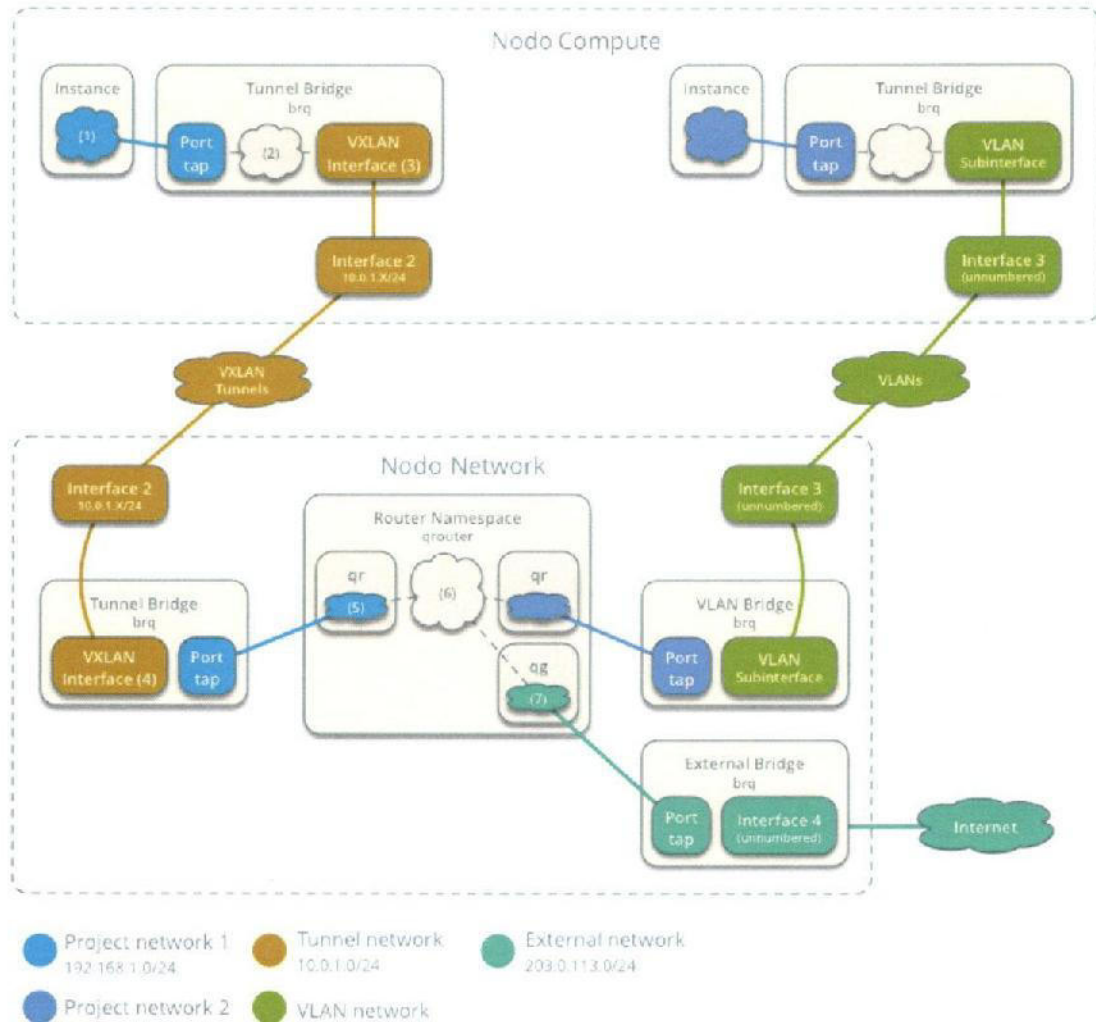 Nodo Compute
Instance
(1)
Tunnel Bridge
brq
Port
tap
(2)
VXLAN
Interface (3)
Interface 2
10.0.1.X/24
Instance
Tunnel Bridge
brq
Port
tap
VLAN
Subinterface
Interface 3
(unnumbered)
VXLAN
Tunnels
VLANs
Nodo Network
Interface 2
10.0.1.X/24
Tunnel Bridge
brq
VXLAN
Interface (4)
Port
tap
Router Namespace
qrouter
qr
(5)
(6)
qr
qg
(7)
Interface 3
(unnumbered)
VLAN Bridge
brq
Port
tap
VLAN
Subinterface
External Bridge
brq
Port
tap
Interface 4
(unnumbered)
Internet
Project network 1
192.168.1.0/24
Tunnel network
10.0.1.0/24
External network
203.0.113.0/24
Project network 2
VLAN network